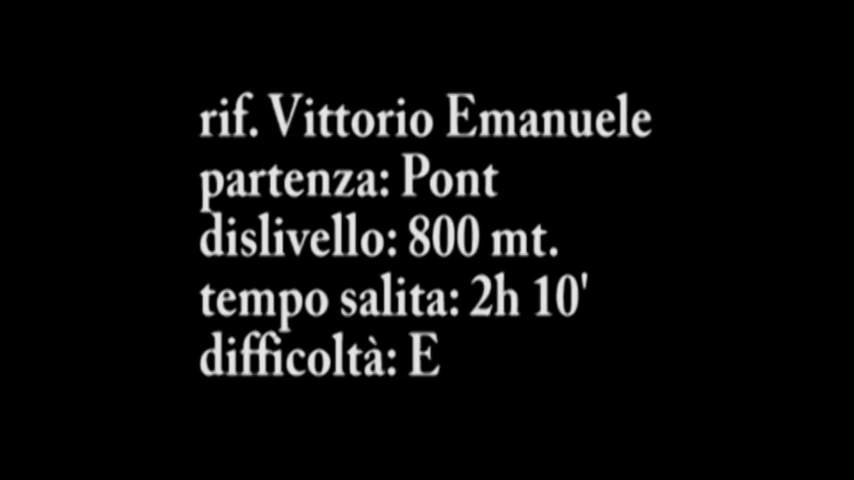 rif. Vittorio Emanuele
partenza: Pont
dislivello: 800 mt.
tempo salita: 2h 10'
difficoltà: E